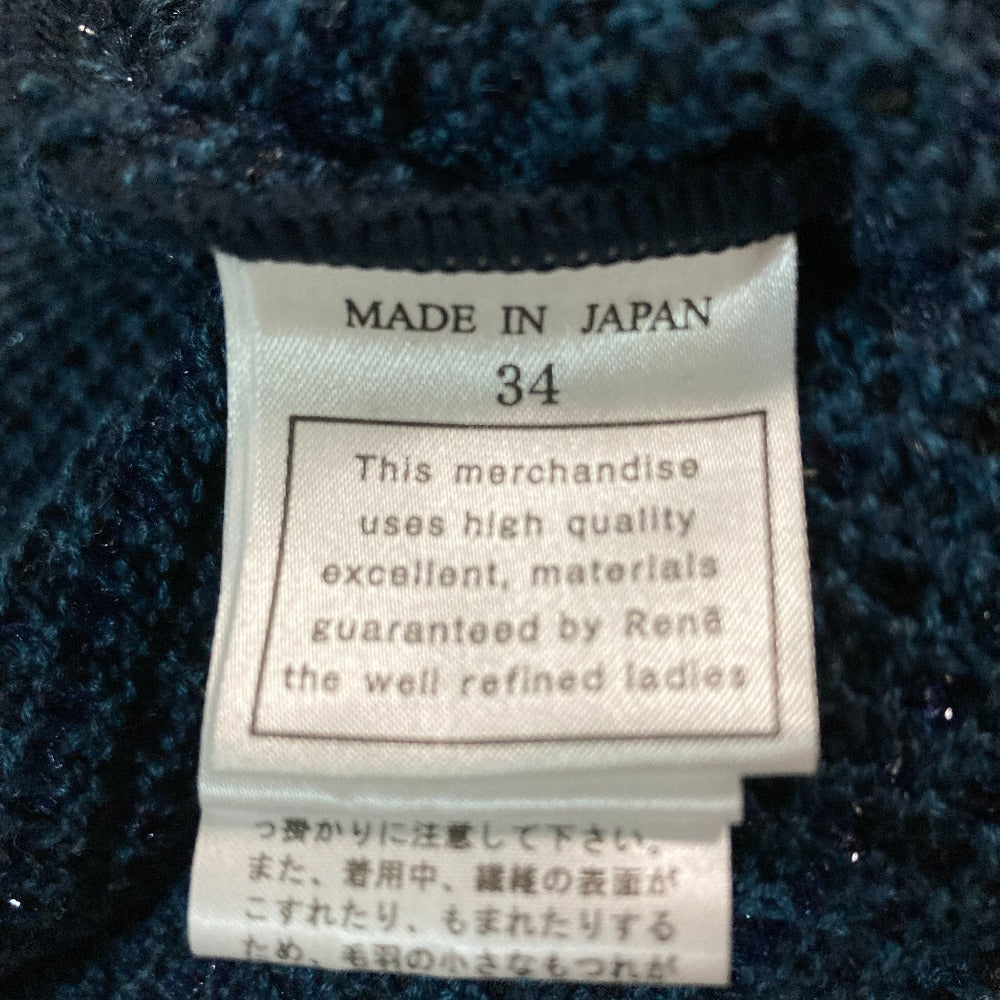 MADE IN JAPAN
34
This merchandise
uses high quality
excellent, materials
guaranteed by Renē
the well refined ladies
っ掛かりに注意して下さい。
また、着用中、繊維の表面が
こすれたり、もまれたりする
ため、毛羽の小さなもつれが